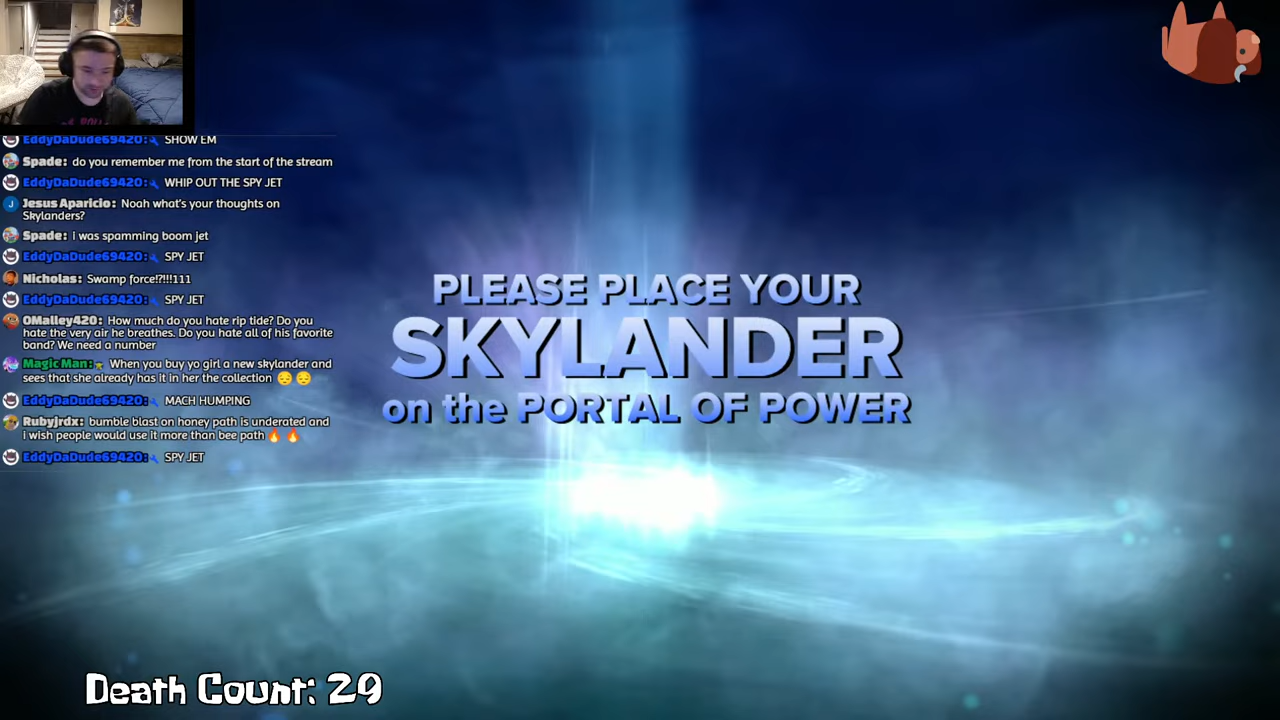 EddyDaDude69420: SHOW EM
Spade: do you remember me from the start of the stream
EddyDaDude69420: WHIP OUT THE SPY JET
Jesus Aparicio: Noah what's your thoughts on
Skylanders?
Spade: i was spamming boom jet
EddyDaDude69420: SPY JET
Nicholas: Swamp force!?!!!111
EddyDaDude69420: SPY JET
OMalley420: How much do you hate rip tide? Do you
hate the very air he breathes. Do you hate all of his favorite
band? We need a number
Magic Man: When you buy yo girl a new skylander and
sees that she already has it in her the collection 😔 😔
EddyDaDude69420: MACH HUMPING
RubyJrdx: bumble blast on honey path is underated and
i wish people would use it more than bee path 🔥 🔥
EddyDaDude69420: SPY JET
PLEASE PLACE YOUR
SKYLANDER
on the PORTAL OF POWER
Death Count: 29